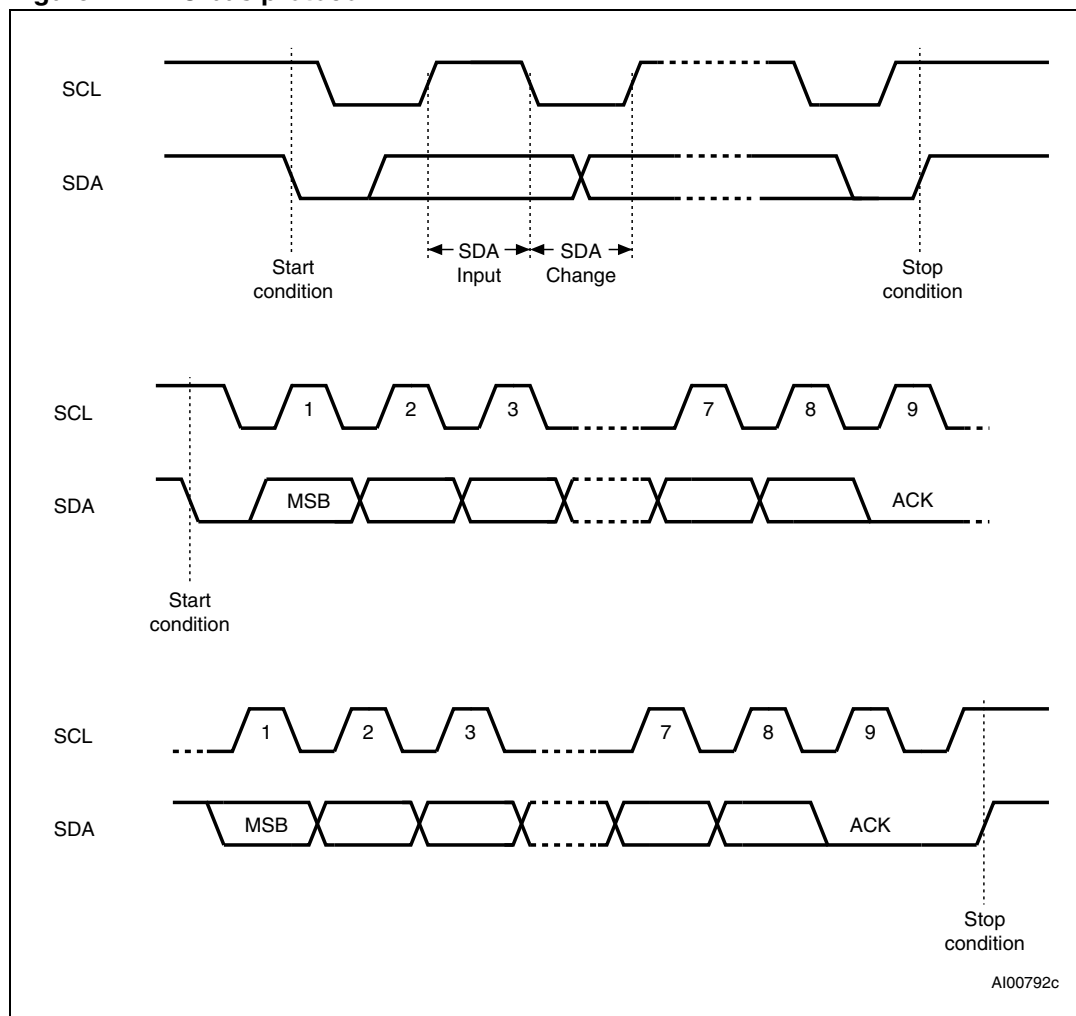 SCL
SDA
SDA Input
SDA Change
Start condition
Stop condition
SCL
1 2 3 7 8 9
SDA
MSB ACK
Start condition
SCL
1 2 3 7 8 9
SDA
MSB ACK
Stop condition
AI00792c